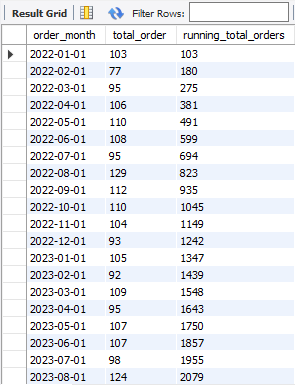 Result Grid Filter Rows:
order_month total_order running_total_orders
2022-01-01 103 103
2022-02-01 77 180
2022-03-01 95 275
2022-04-01 106 381
2022-05-01 110 491
2022-06-01 108 599
2022-07-01 95 694
2022-08-01 129 823
2022-09-01 112 935
2022-10-01 110 1045
2022-11-01 104 1149
2022-12-01 93 1242
2023-01-01 105 1347
2023-02-01 92 1439
2023-03-01 109 1548
2023-04-01 95 1643
2023-05-01 107 1750
2023-06-01 107 1857
2023-07-01 98 1955
2023-08-01 124 2079